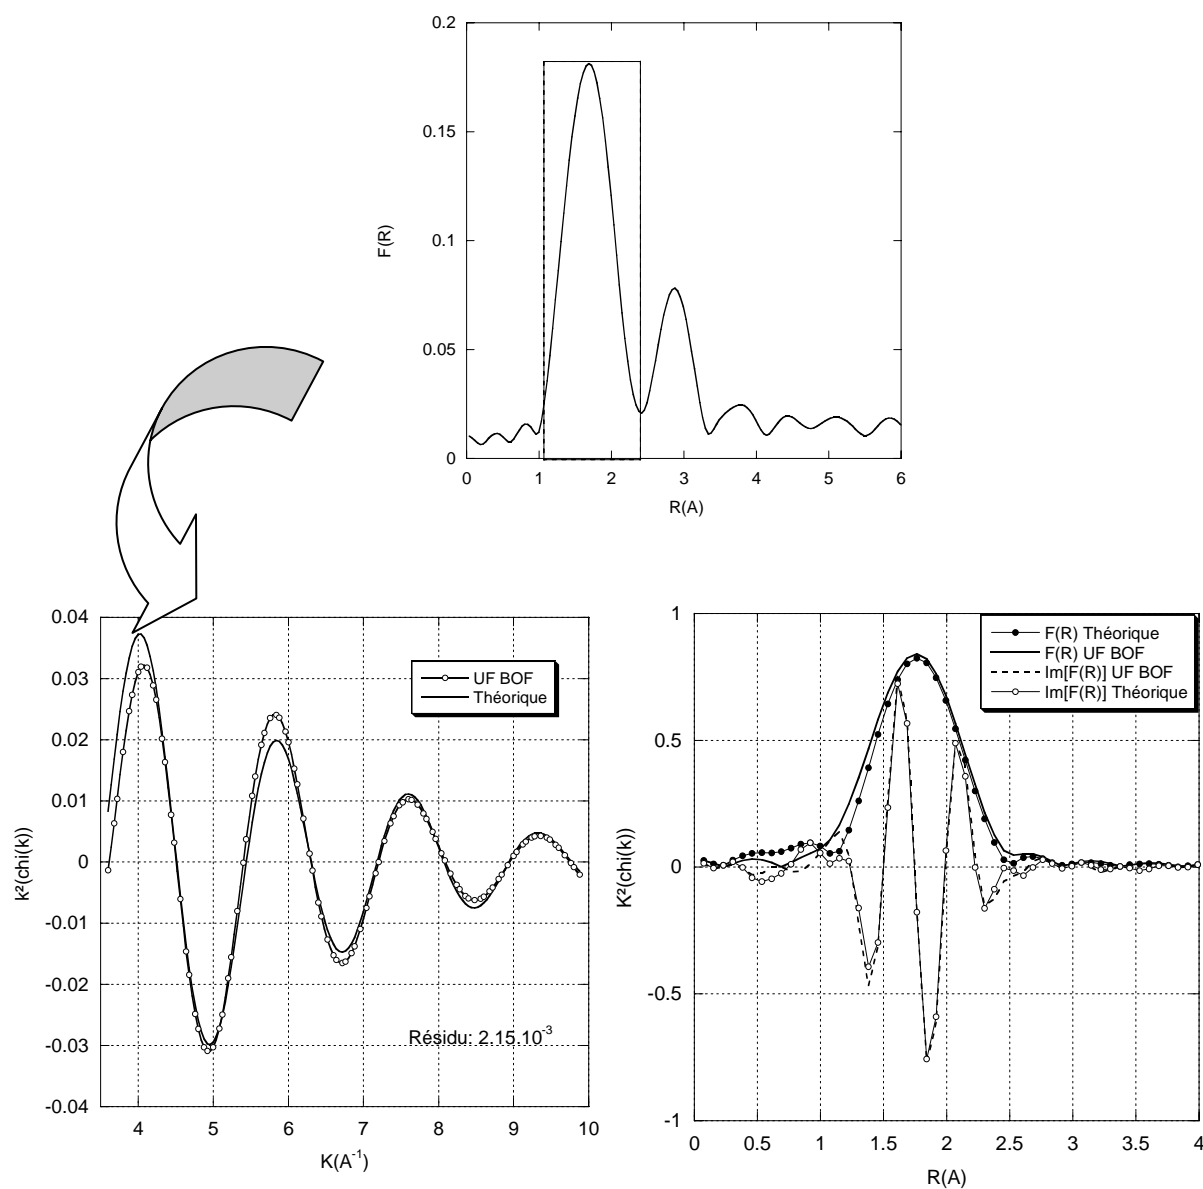 0.2
0.15
0.1
0.05
0
F(R)
0 1 2 3 4 5 6
R(A)
0.04
0.03
0.02
0.01
0
-0.01
-0.02
-0.03
-0.04
K²(chi(k))
UF BOF
Théorique
Résidu: 2.15.10⁻³
4 5 6 7 8 9 10
K(A⁻¹)
1
0.5
0
-0.5
-1
K²(chi(k))
F(R) Théorique
F(R) UF BOF
Im[F(R)] UF BOF
Im[F(R)] Théorique
0 0.5 1 1.5 2 2.5 3 3.5 4
R(A)